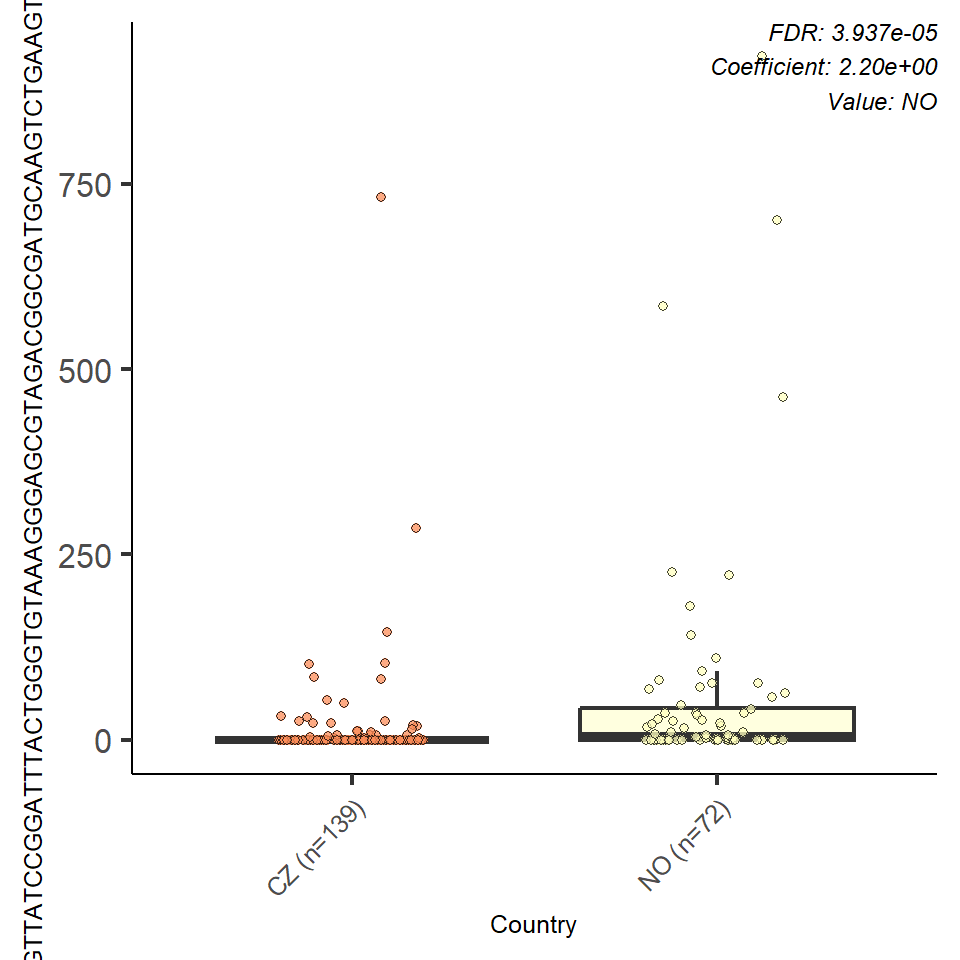 FDR: 3.937e-05
Coefficient: 2.20e+00
Value: NO
GTTATCCGGATTTACTGGGTGTAAAGGGAGCGTAGACGGCGATGCAAGTCTGAAGT
750
500
250
0
CZ (n=139)
NO (n=72)
Country